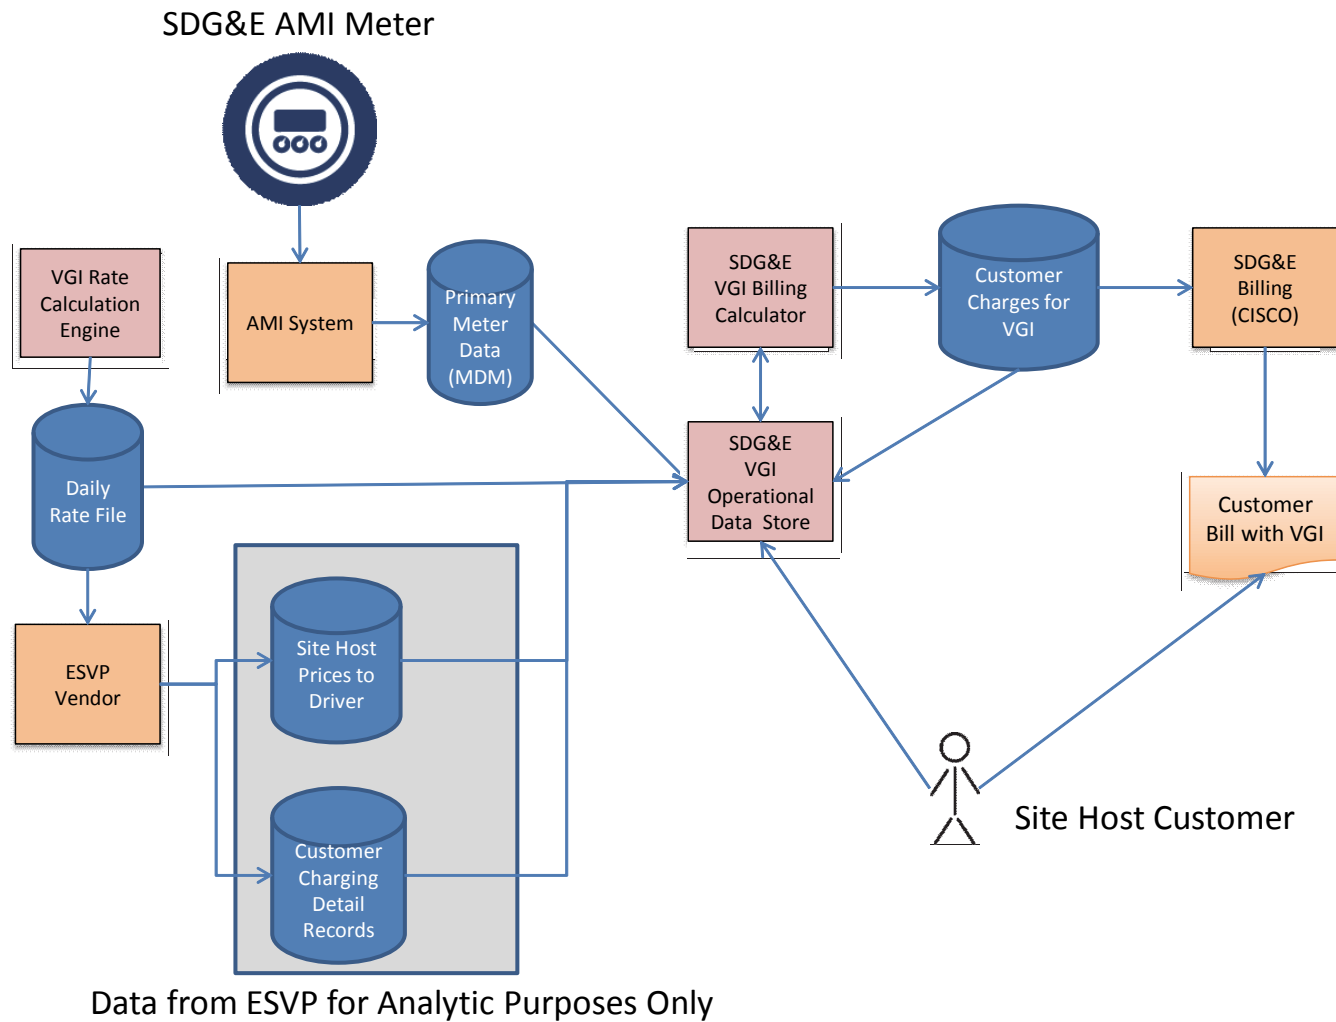 SDG&E AMI Meter
VGI Rate
Calculation
Engine
AMI System
Primary
Meter
Data
(MDM)
SDG&E
VGI Billing
Calculator
Customer
Charges for
VGI
SDG&E
Billing
(CISCO)
Daily
Rate File
SDG&E
VGI
Operational
Data Store
Customer
Bill with VGI
ESVP
Vendor
Site Host
Prices to
Driver
Customer
Charging
Detail
Records
Site Host Customer
Data from ESVP for Analytic Purposes Only